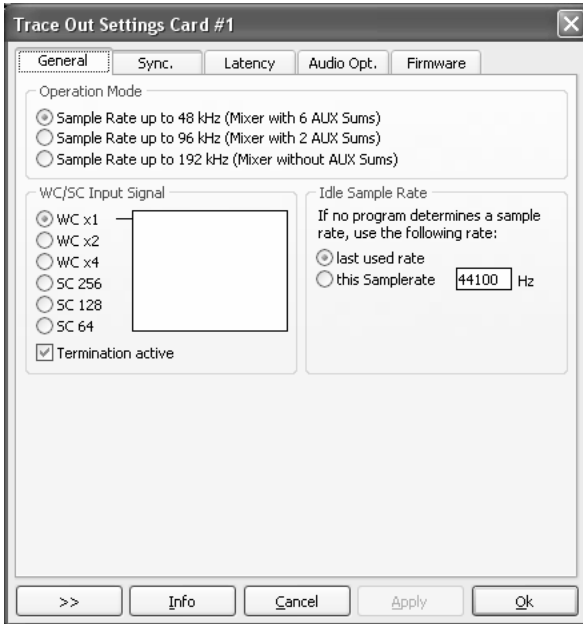 Trace Out Settings Card #1
General Sync. Latency Audio Opt. Firmware
Operation Mode
Sample Rate up to 48 kHz (Mixer with 6 AUX Sums)
Sample Rate up to 96 kHz (Mixer with 2 AUX Sums)
Sample Rate up to 192 kHz (Mixer without AUX Sums)
WC/SC Input Signal
WC x1
WC x2
WC x4
SC 256
SC 128
SC 64
Termination active
Idle Sample Rate
If no program determines a sample
rate, use the following rate:
last used rate
this Samplerate 44100 Hz
>> Info Cancel Apply Ok